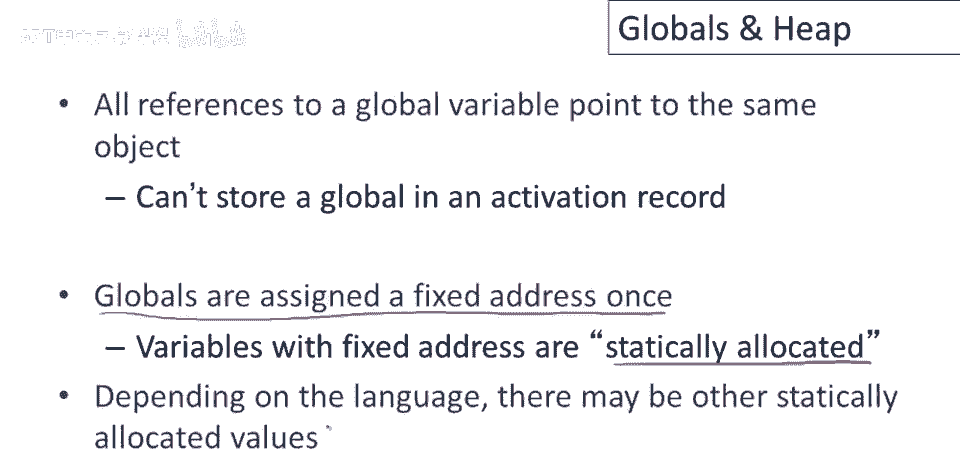 Globals & Heap
• All references to a global variable point to the same
object
– Can't store a global in an activation record
• Globals are assigned a fixed address once
– Variables with fixed address are “statically allocated”
• Depending on the language, there may be other statically
allocated values